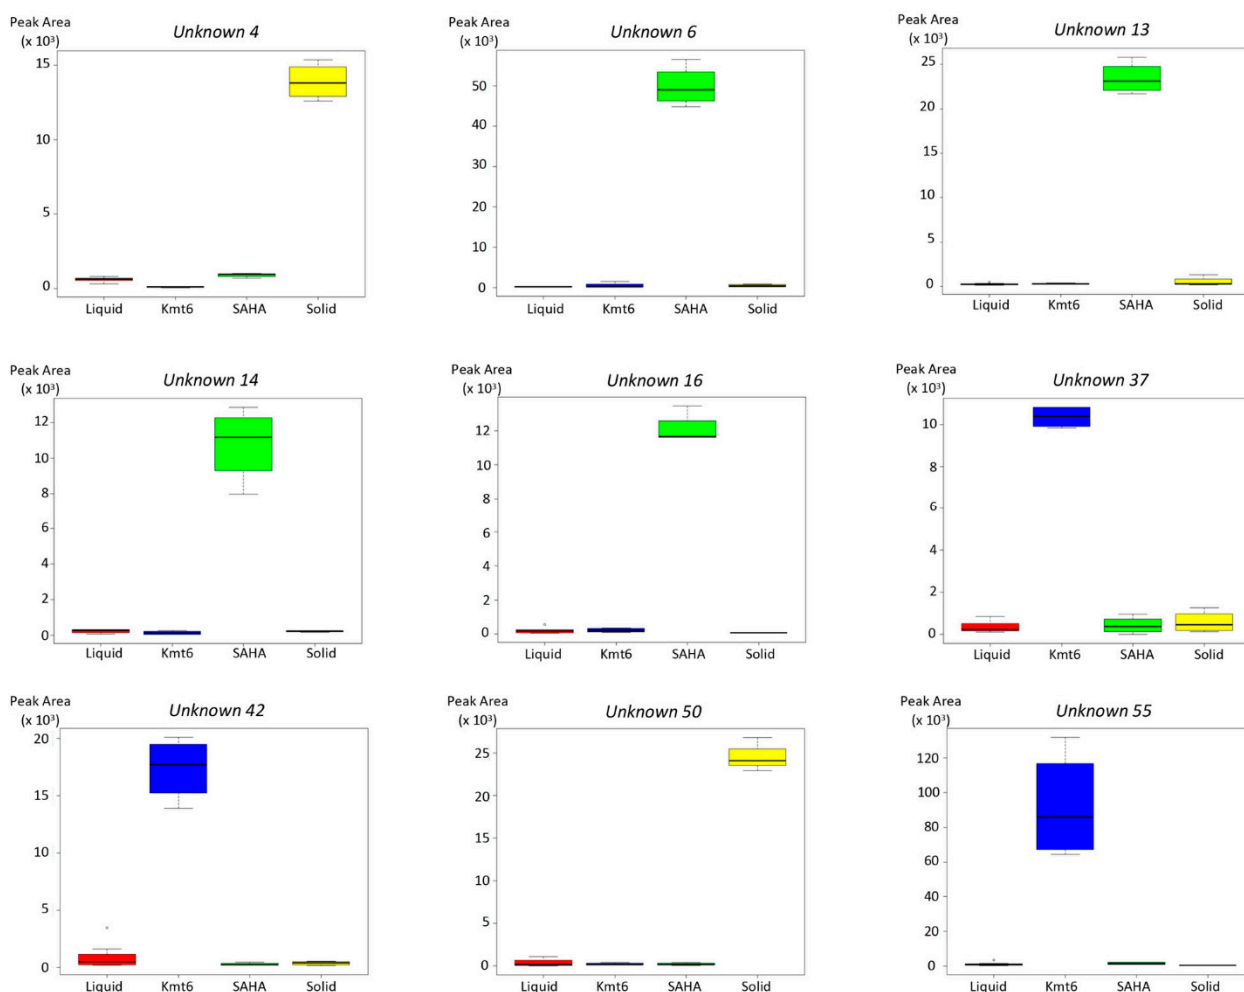 Peak Area
(x 10³)
Unknown 4
15
10
5
0
Liquid Kmt6 SAHA Solid
Peak Area
(x 10³)
Unknown 6
50
40
30
20
10
0
Liquid Kmt6 SAHA Solid
Peak Area
(x 10³)
Unknown 13
25
20
15
10
5
0
Liquid Kmt6 SAHA Solid
Peak Area
(x 10³)
Unknown 14
12
10
8
6
4
2
0
Liquid Kmt6 SAHA Solid
Peak Area
(x 10³)
Unknown 16
12
10
8
6
4
2
0
Liquid Kmt6 SAHA Solid
Peak Area
(x 10³)
Unknown 37
10
8
6
4
2
0
Liquid Kmt6 SAHA Solid
Peak Area
(x 10³)
Unknown 42
20
15
10
5
0
Liquid Kmt6 SAHA Solid
Peak Area
(x 10³)
Unknown 50
25
20
15
10
5
0
Liquid Kmt6 SAHA Solid
Peak Area
(x 10³)
Unknown 55
120
100
80
60
40
20
0
Liquid Kmt6 SAHA Solid